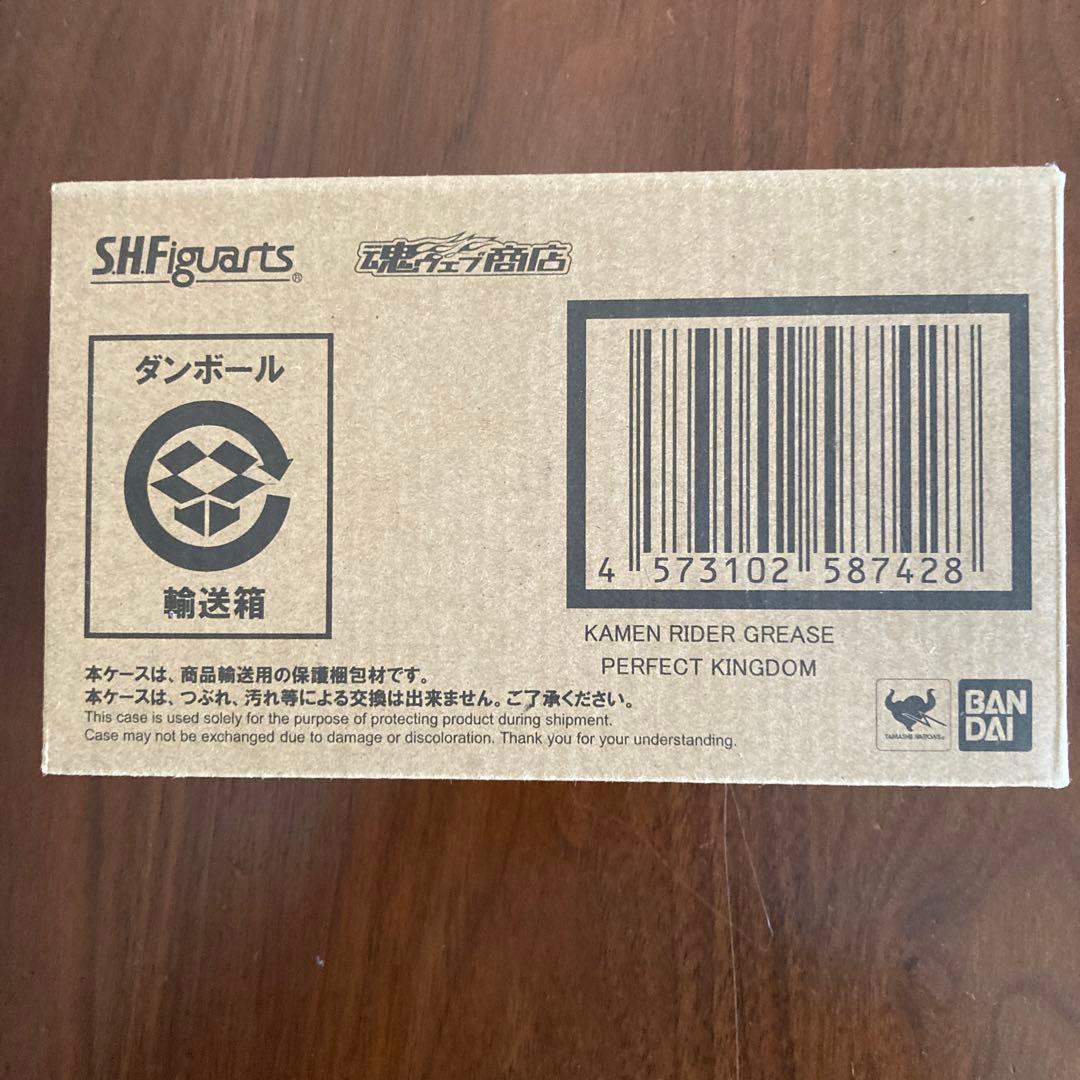 S.H.Figuarts®
魂ウェブ商店
ダンボール
輸送箱
4 573102 587428
KAMEN RIDER GREASE
PERFECT KINGDOM
本ケースは、商品輸送用の保護梱包材です。
本ケースは、つぶれ、汚れ等による交換は出来ません。ご了承ください。
This case is used solely for the purpose of protecting product during shipment.
Case may not be exchanged due to damage or discoloration. Thank you for your understanding.
TAMASHII NATIONS®
BAN
DAI